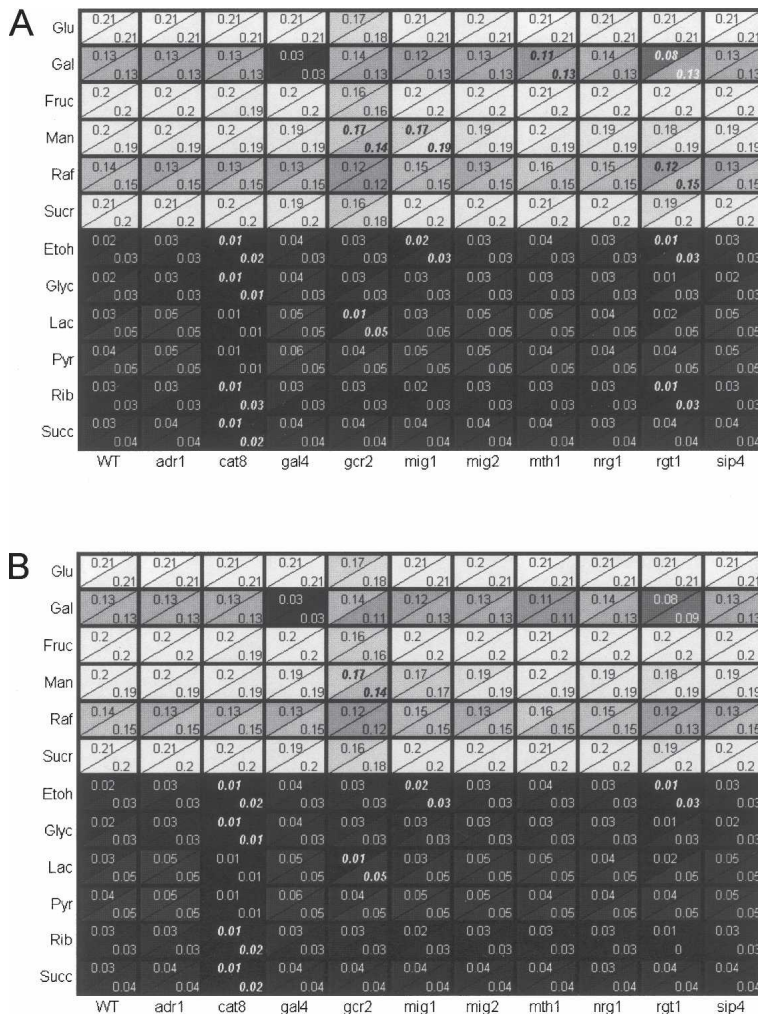 A
Glu 0.21 0.21 0.21 0.21 0.17 0.21 0.21 0.21 0.21 0.21 0.21
0.21 0.21 0.21 0.21 0.18 0.21 0.21 0.21 0.21 0.21 0.21
Gal 0.13 0.13 0.13 0.03 0.14 0.12 0.13 0.11 0.14 0.08 0.13
0.13 0.13 0.13 0.03 0.13 0.13 0.13 0.13 0.13 0.13 0.13
Fruc 0.2 0.2 0.2 0.2 0.16 0.2 0.2 0.21 0.2 0.2 0.2
0.2 0.2 0.19 0.2 0.16 0.2 0.2 0.2 0.2 0.2 0.2
Man 0.2 0.2 0.2 0.19 0.17 0.17 0.19 0.2 0.19 0.18 0.19
0.19 0.19 0.19 0.19 0.14 0.19 0.19 0.19 0.19 0.19 0.19
Raf 0.14 0.13 0.13 0.13 0.12 0.15 0.13 0.16 0.15 0.12 0.13
0.15 0.15 0.15 0.15 0.12 0.15 0.15 0.15 0.15 0.15 0.15
Sucr 0.21 0.21 0.2 0.19 0.16 0.2 0.2 0.21 0.2 0.19 0.2
0.2 0.2 0.2 0.2 0.18 0.2 0.2 0.2 0.2 0.2 0.2
Etoh 0.02 0.03 0.01 0.04 0.03 0.02 0.03 0.04 0.03 0.01 0.03
0.03 0.03 0.02 0.03 0.03 0.03 0.03 0.03 0.03 0.03 0.03
Glyc 0.02 0.03 0.01 0.04 0.03 0.03 0.03 0.03 0.03 0.01 0.02
0.03 0.03 0.01 0.03 0.03 0.03 0.03 0.03 0.03 0.03 0.03
Lac 0.03 0.05 0.01 0.05 0.01 0.03 0.05 0.05 0.04 0.02 0.05
0.05 0.05 0.01 0.05 0.05 0.05 0.05 0.05 0.05 0.05 0.05
Pyr 0.04 0.05 0.01 0.06 0.04 0.05 0.05 0.04 0.04 0.04 0.05
0.05 0.05 0.01 0.05 0.05 0.05 0.05 0.05 0.05 0.05 0.05
Rib 0.03 0.03 0.01 0.03 0.03 0.02 0.03 0.03 0.03 0.01 0.03
0.03 0.03 0.03 0.03 0.03 0.03 0.03 0.03 0.03 0.03 0.03
Succ 0.03 0.04 0.01 0.04 0.04 0.04 0.04 0.04 0.03 0.04 0.04
0.04 0.04 0.02 0.04 0.04 0.04 0.04 0.04 0.04 0.04 0.04
WT adr1 cat8 gal4 gcr2 mig1 mig2 mth1 nrg1 rgt1 sip4
B
Glu 0.21 0.21 0.21 0.21 0.17 0.21 0.21 0.21 0.21 0.21 0.21
0.21 0.21 0.21 0.21 0.18 0.21 0.21 0.21 0.21 0.21 0.21
Gal 0.13 0.13 0.13 0.03 0.14 0.12 0.13 0.11 0.14 0.08 0.13
0.13 0.13 0.13 0.03 0.11 0.13 0.13 0.11 0.13 0.09 0.13
Fruc 0.2 0.2 0.2 0.2 0.16 0.2 0.2 0.21 0.2 0.2 0.2
0.2 0.2 0.19 0.2 0.16 0.2 0.2 0.2 0.2 0.2 0.2
Man 0.2 0.2 0.2 0.19 0.17 0.17 0.19 0.2 0.19 0.18 0.19
0.19 0.19 0.19 0.19 0.14 0.17 0.19 0.19 0.19 0.19 0.19
Raf 0.14 0.13 0.13 0.13 0.12 0.15 0.13 0.16 0.15 0.12 0.13
0.15 0.15 0.15 0.15 0.12 0.15 0.15 0.15 0.15 0.13 0.15
Sucr 0.21 0.21 0.2 0.19 0.16 0.2 0.2 0.21 0.2 0.19 0.2
0.2 0.2 0.2 0.2 0.18 0.2 0.2 0.2 0.2 0.2 0.2
Etoh 0.02 0.03 0.01 0.04 0.03 0.02 0.03 0.04 0.03 0.01 0.03
0.03 0.03 0.02 0.03 0.03 0.03 0.03 0.03 0.03 0.03 0.03
Glyc 0.02 0.03 0.01 0.04 0.03 0.03 0.03 0.03 0.03 0.01 0.02
0.03 0.03 0.01 0.03 0.03 0.03 0.03 0.03 0.03 0.03 0.03
Lac 0.03 0.05 0.01 0.05 0.01 0.03 0.05 0.05 0.04 0.02 0.05
0.05 0.05 0.01 0.05 0.05 0.05 0.05 0.05 0.05 0.05 0.05
Pyr 0.04 0.05 0.01 0.06 0.04 0.05 0.05 0.04 0.04 0.04 0.05
0.05 0.05 0.01 0.05 0.05 0.05 0.05 0.05 0.05 0.05 0.05
Rib 0.03 0.03 0.01 0.03 0.03 0.02 0.03 0.03 0.03 0.01 0.03
0.03 0.03 0.02 0.03 0.03 0.03 0.03 0.03 0.03 0 0.03
Succ 0.03 0.04 0.01 0.04 0.04 0.04 0.04 0.04 0.03 0.04 0.04
0.04 0.04 0.02 0.04 0.04 0.04 0.04 0.04 0.04 0.04 0.04
WT adr1 cat8 gal4 gcr2 mig1 mig2 mth1 nrg1 rgt1 sip4